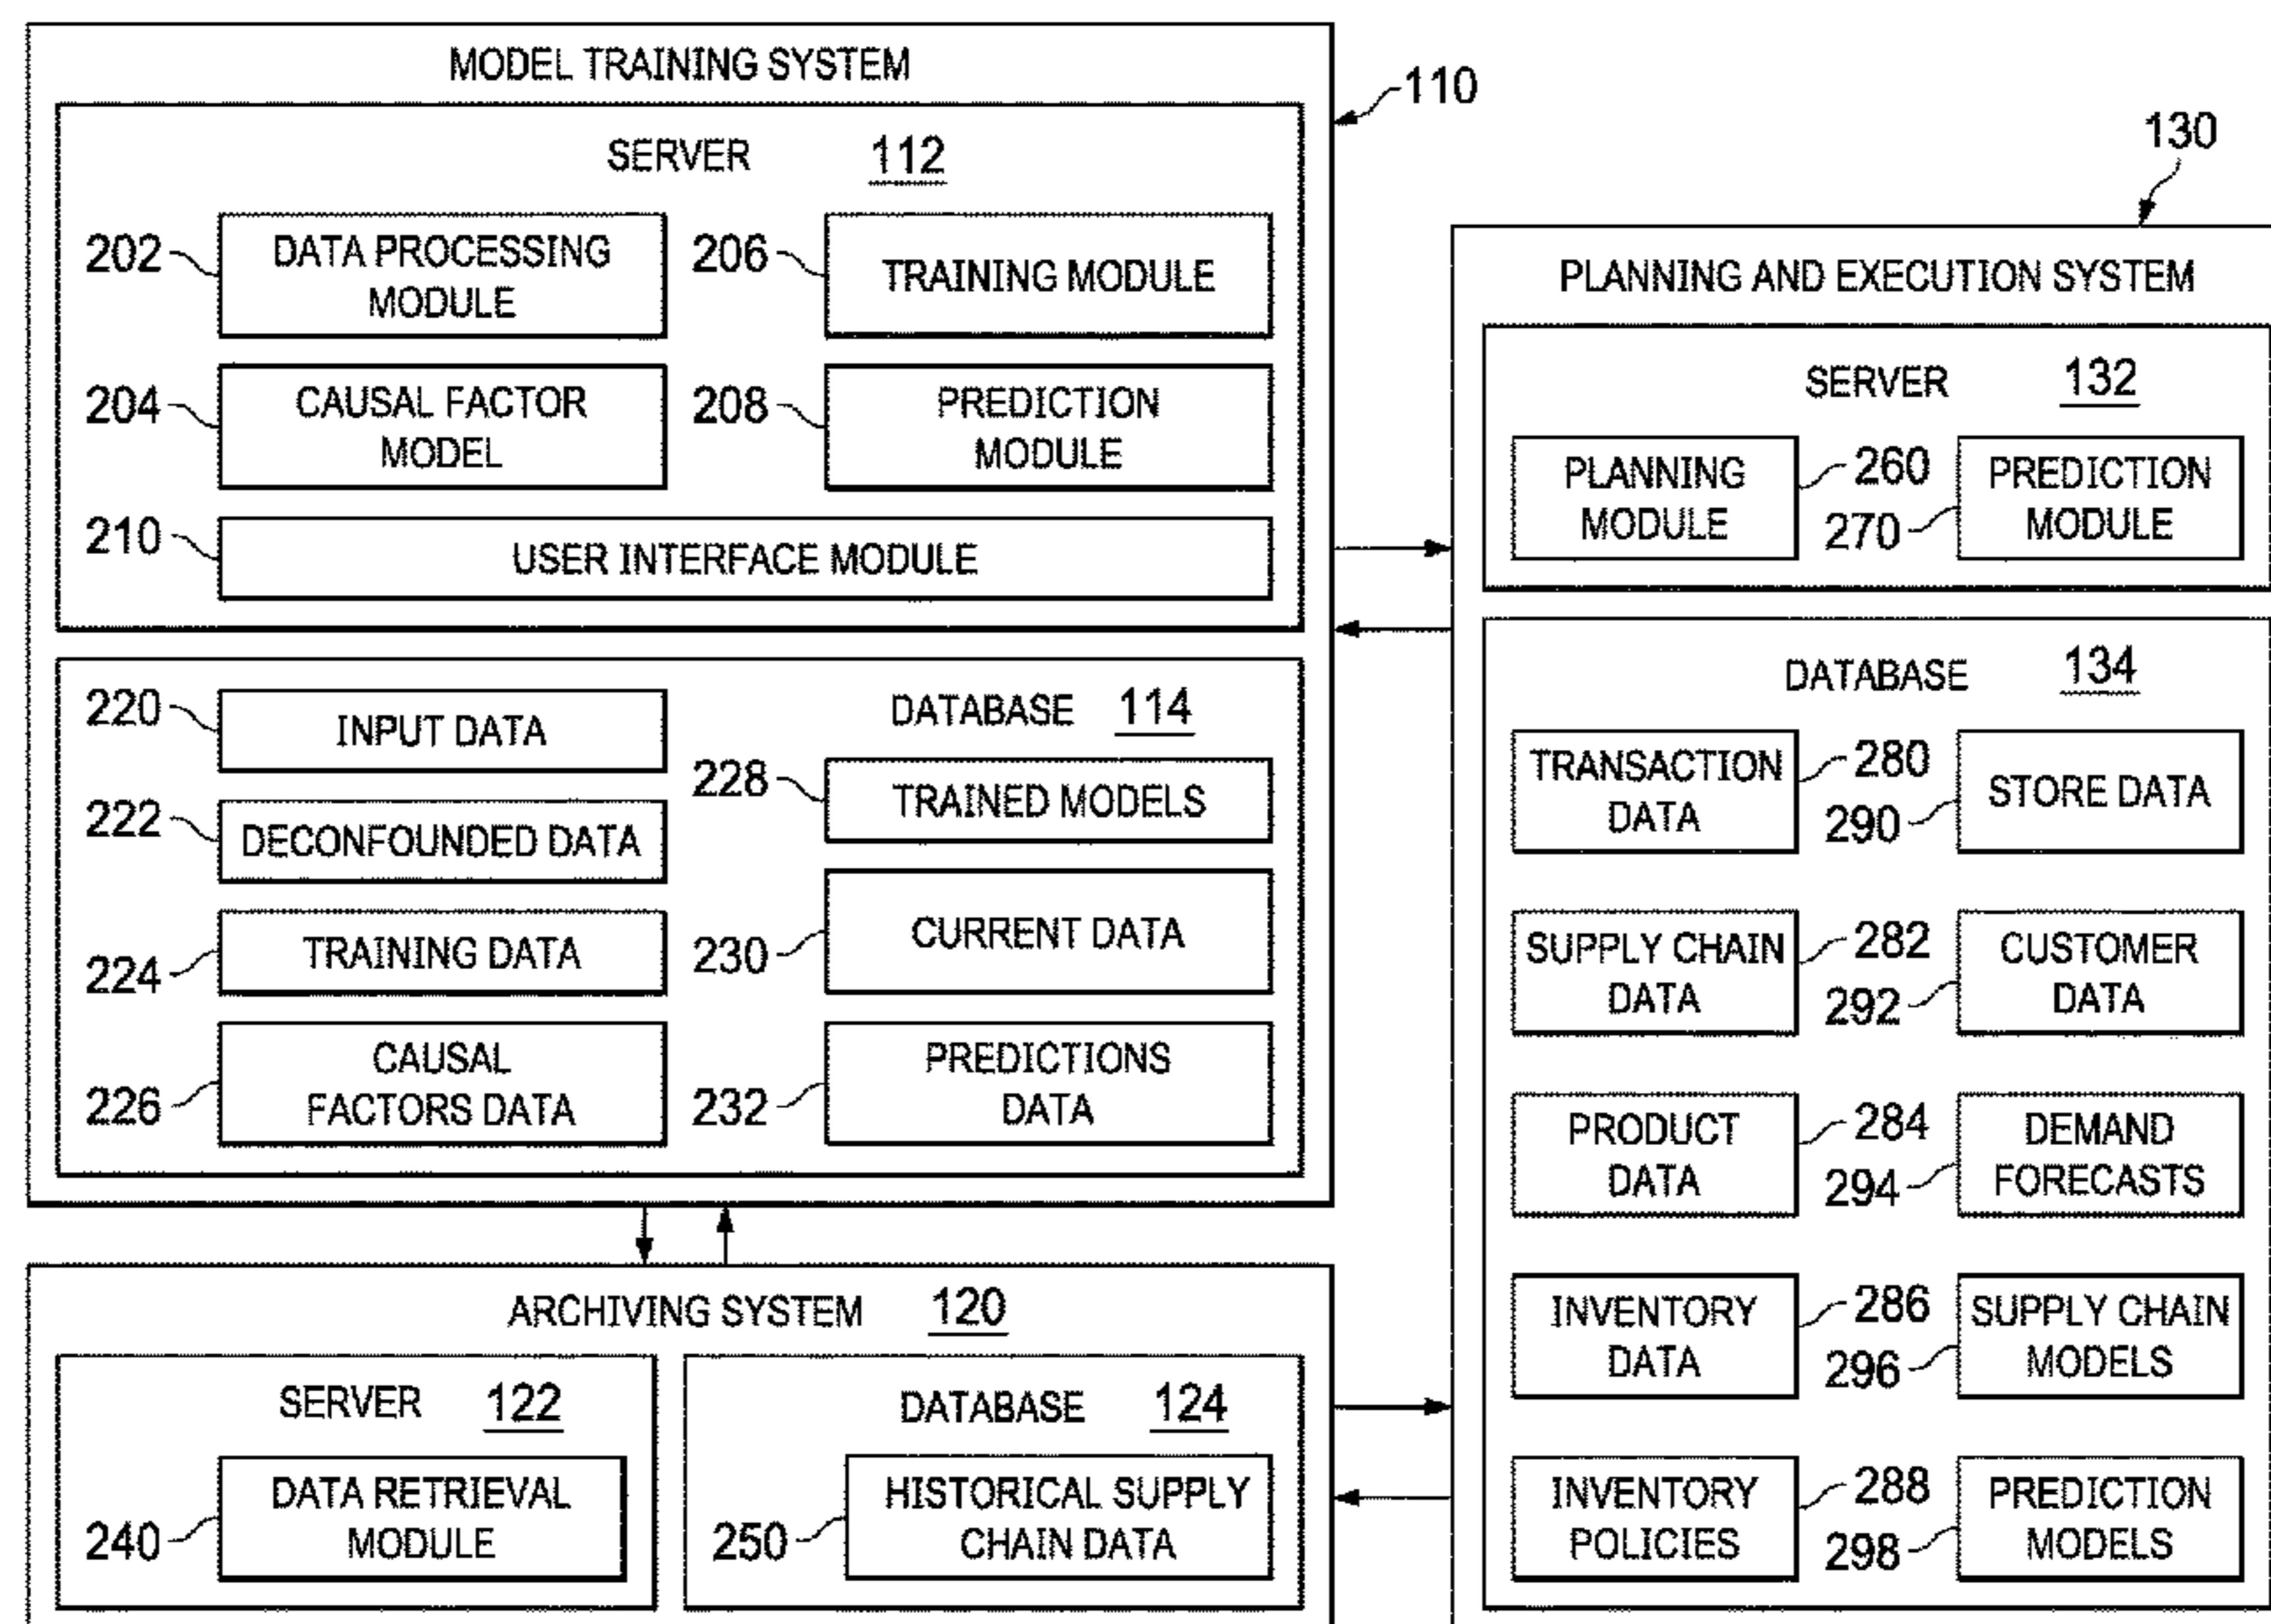 MODEL TRAINING SYSTEM
110
SERVER 112
202 DATA PROCESSING
MODULE
206 TRAINING MODULE
204 CAUSAL FACTOR
MODEL
208 PREDICTION
MODULE
210 USER INTERFACE MODULE
DATABASE 114
220 INPUT DATA
222 DECONFOUNDED DATA
224 TRAINING DATA
226 CAUSAL
FACTORS DATA
228 TRAINED MODELS
230 CURRENT DATA
232 PREDICTIONS
DATA
ARCHIVING SYSTEM 120
SERVER 122
240 DATA RETRIEVAL
MODULE
DATABASE 124
250 HISTORICAL SUPPLY
CHAIN DATA
130
PLANNING AND EXECUTION SYSTEM
SERVER 132
PLANNING
MODULE
260
270
PREDICTION
MODULE
DATABASE 134
TRANSACTION
DATA
280
290
STORE DATA
SUPPLY CHAIN
DATA
282
292
CUSTOMER
DATA
PRODUCT
DATA
284
294
DEMAND
FORECASTS
INVENTORY
DATA
286
296
SUPPLY CHAIN
MODELS
INVENTORY
POLICIES
288
298
PREDICTION
MODELS